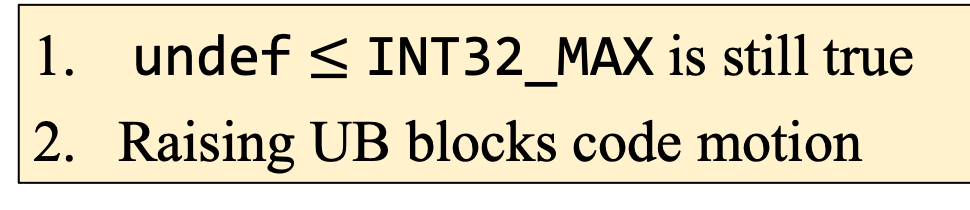 1. undef ≤ INT32_MAX is still true
2. Raising UB blocks code motion